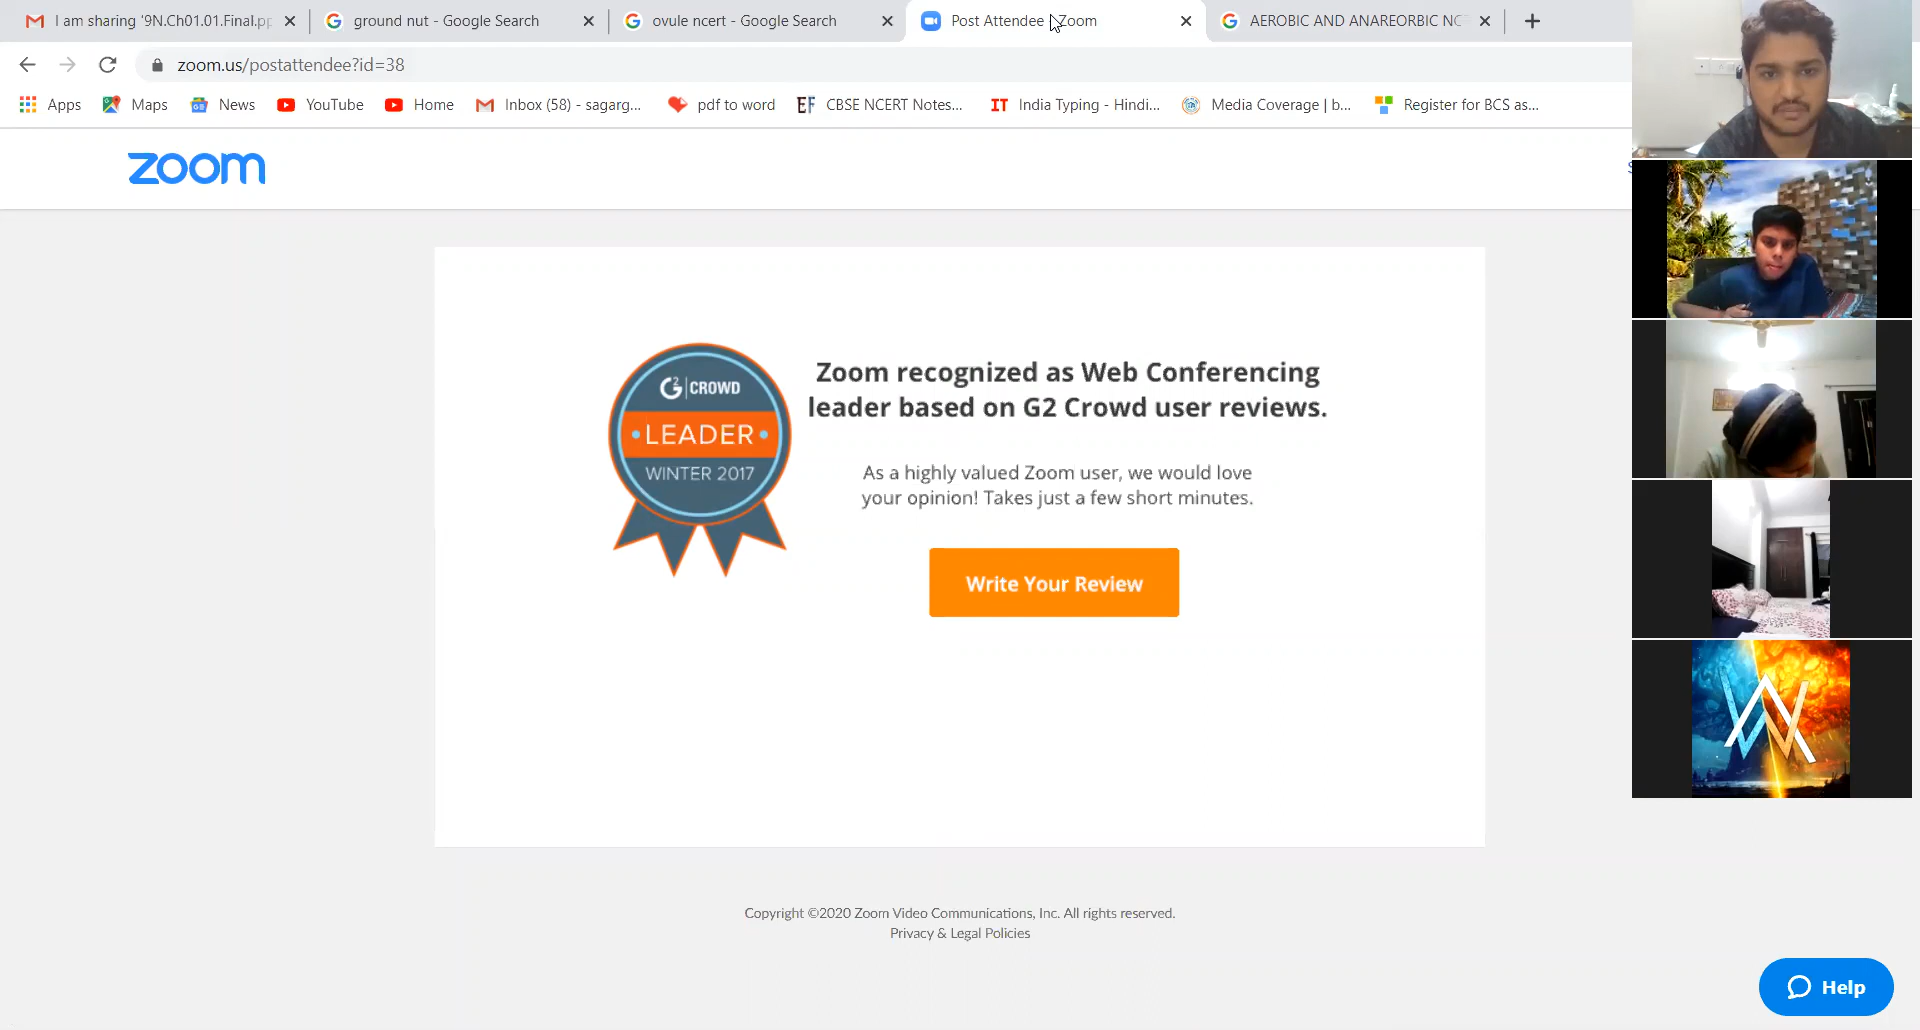 I am sharing '9N.Ch01.01.Final.pp
ground nut - Google Search
ovule ncert - Google Search
Post Attendee Zoom
AEROBIC AND ANAREORBIC NC
zoom.us/postattendee?id=38
Apps
Maps
News
YouTube
Home
Inbox (58) - sagarg...
pdf to word
EF CBSE NCERT Notes...
IT India Typing - Hindi...
Media Coverage | b...
Register for BCS as...
zoom
G2 | CROWD
LEADER
WINTER 2017
Zoom recognized as Web Conferencing
leader based on G2 Crowd user reviews.
As a highly valued Zoom user, we would love
your opinion! Takes just a few short minutes.
Write Your Review
Copyright ©2020 Zoom Video Communications, Inc. All rights reserved.
Privacy & Legal Policies
Help